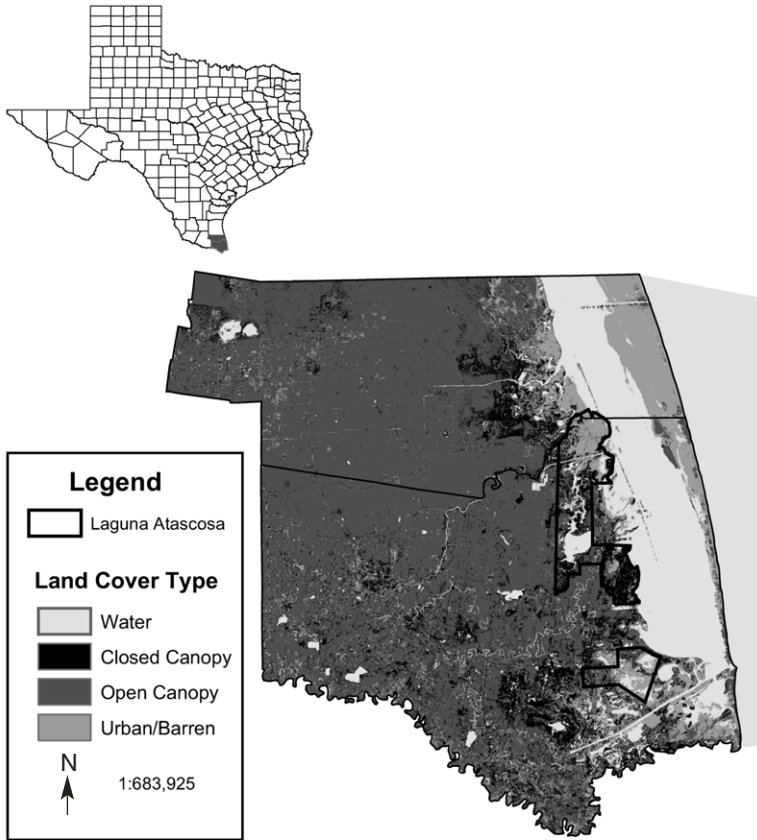 Legend
Laguna Atascosa
Land Cover Type
Water
Closed Canopy
Open Canopy
Urban/Barren
N
1:683,925